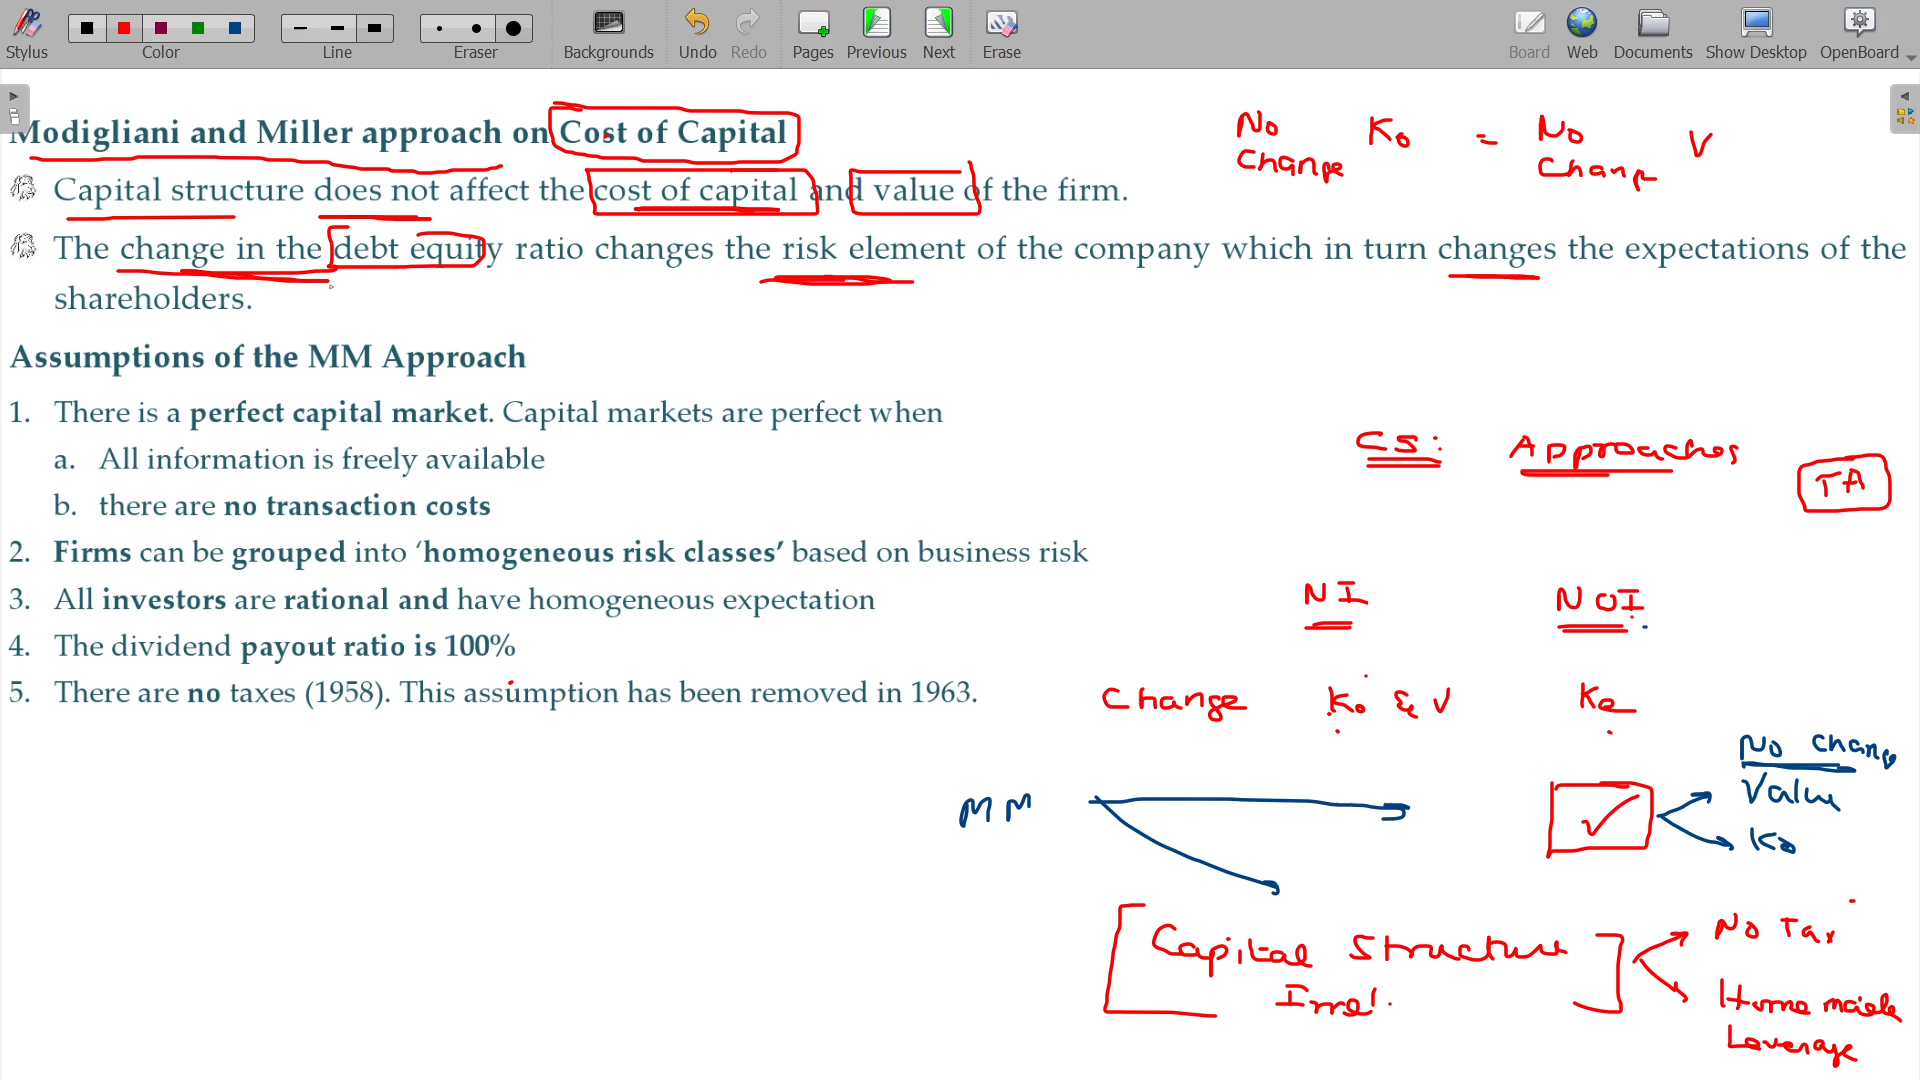 Stylus Color Line Eraser Backgrounds Undo Redo Pages Previous Next Erase Board Web Documents Show Desktop OpenBoard
Modigliani and Miller approach on Cost of Capital
No Change Ko = No Chang V
Capital structure does not affect the cost of capital and value of the firm.
The change in the debt equity ratio changes the risk element of the company which in turn changes the expectations of the
shareholders.
Assumptions of the MM Approach
1. There is a perfect capital market. Capital markets are perfect when
a. All information is freely available
b. there are no transaction costs
2. Firms can be grouped into ‘homogeneous risk classes’ based on business risk
3. All investors are rational and have homogeneous expectation
4. The dividend payout ratio is 100%
5. There are no taxes (1958). This assumption has been removed in 1963.
CS: Approaches
TA
NI NOI
Change Ko & V Ke
No Change
Value
Ko
MM
Capital Structure
Irrel.
No Tax
Home made
Leverage